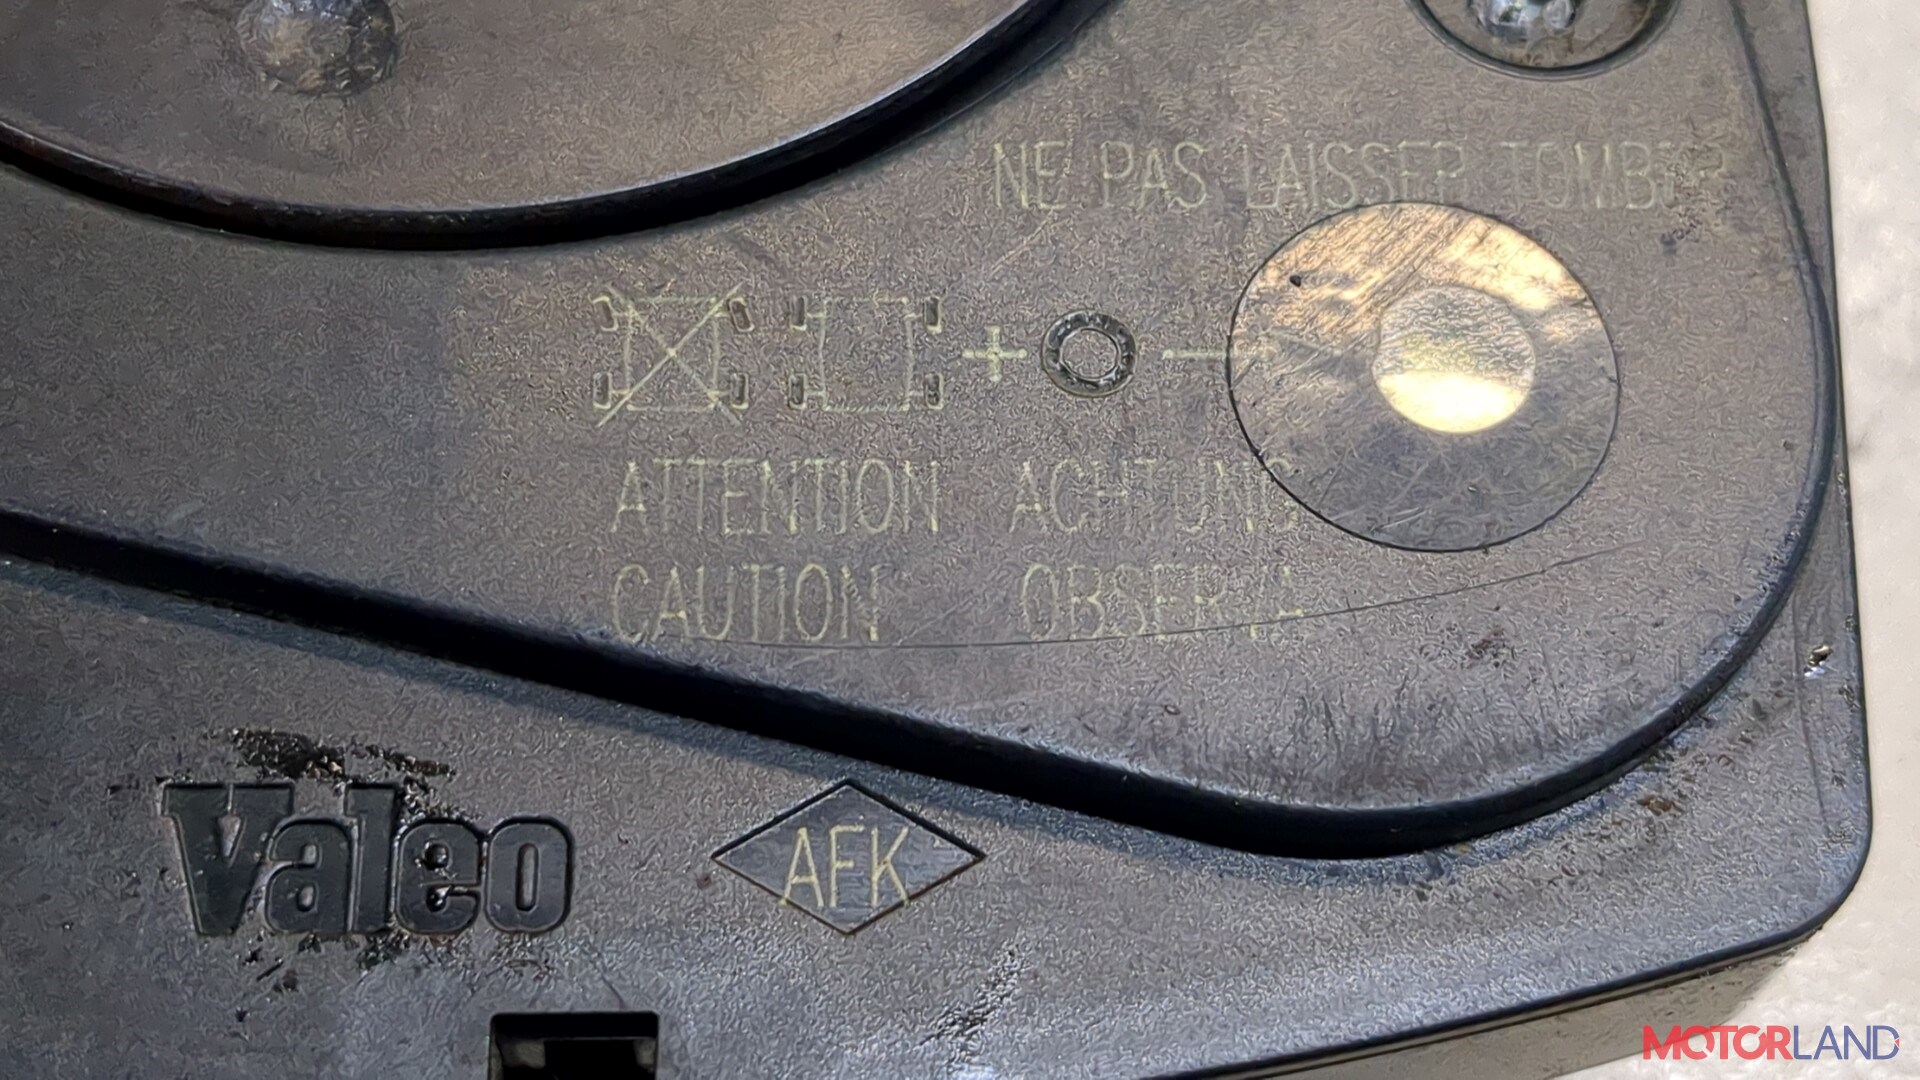 NE PAS LAISSER TOMBER
+
ATTENTION ACHTUNG
CAUTION
Valeo
AFK
MOTORLAND